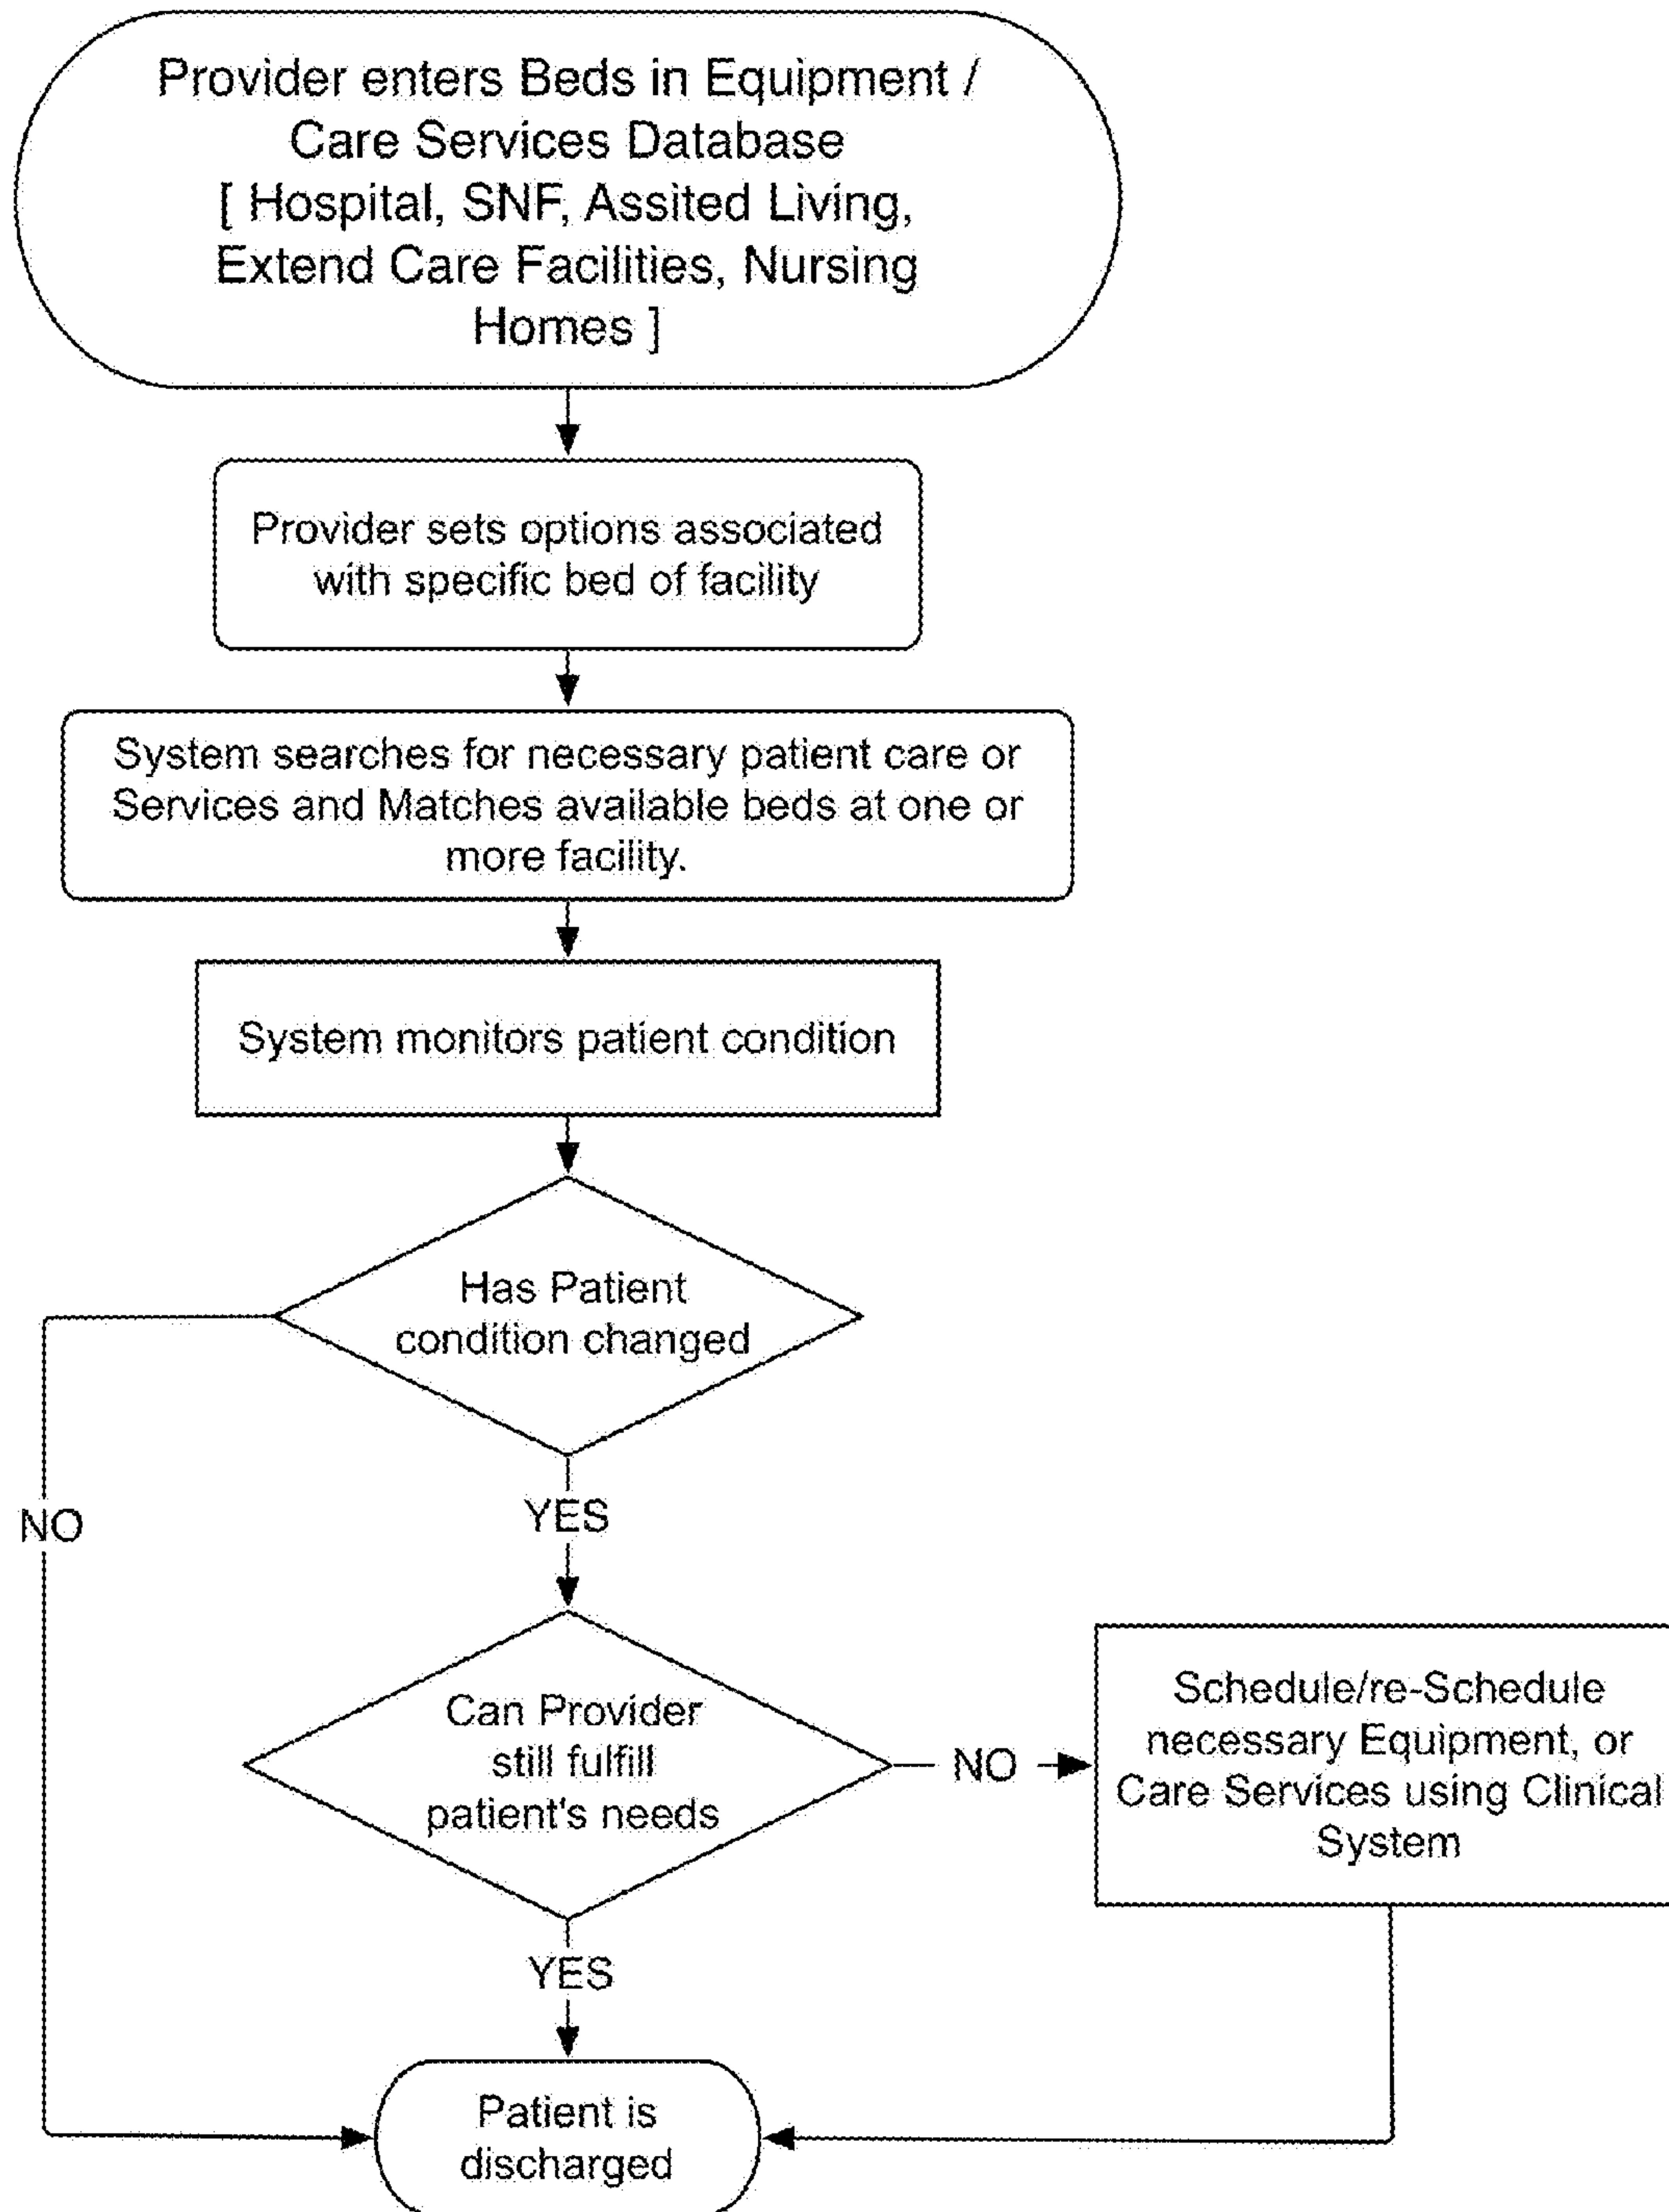 Provider enters Beds in Equipment /
Care Services Database
[ Hospital, SNF, Assited Living,
Extend Care Facilities, Nursing
Homes ]
Provider sets options associated
with specific bed of facility
System searches for necessary patient care or
Services and Matches available beds at one or
more facility.
System monitors patient condition
Has Patient
condition changed
NO
YES
Can Provider
still fulfill
patient's needs
NO
Schedule/re-Schedule
necessary Equipment, or
Care Services using Clinical
System
YES
Patient is
discharged